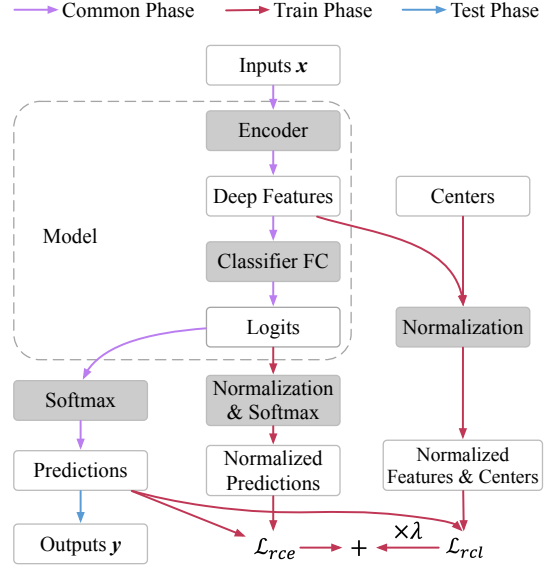 Common Phase Train Phase Test Phase
Inputs x
Encoder
Deep Features
Centers
Model
Classifier FC
Logits
Normalization
Softmax
Normalization
& Softmax
Predictions
Normalized
Predictions
Normalized
Features & Centers
Outputs y
ℒrce
+
×λ
ℒrcl